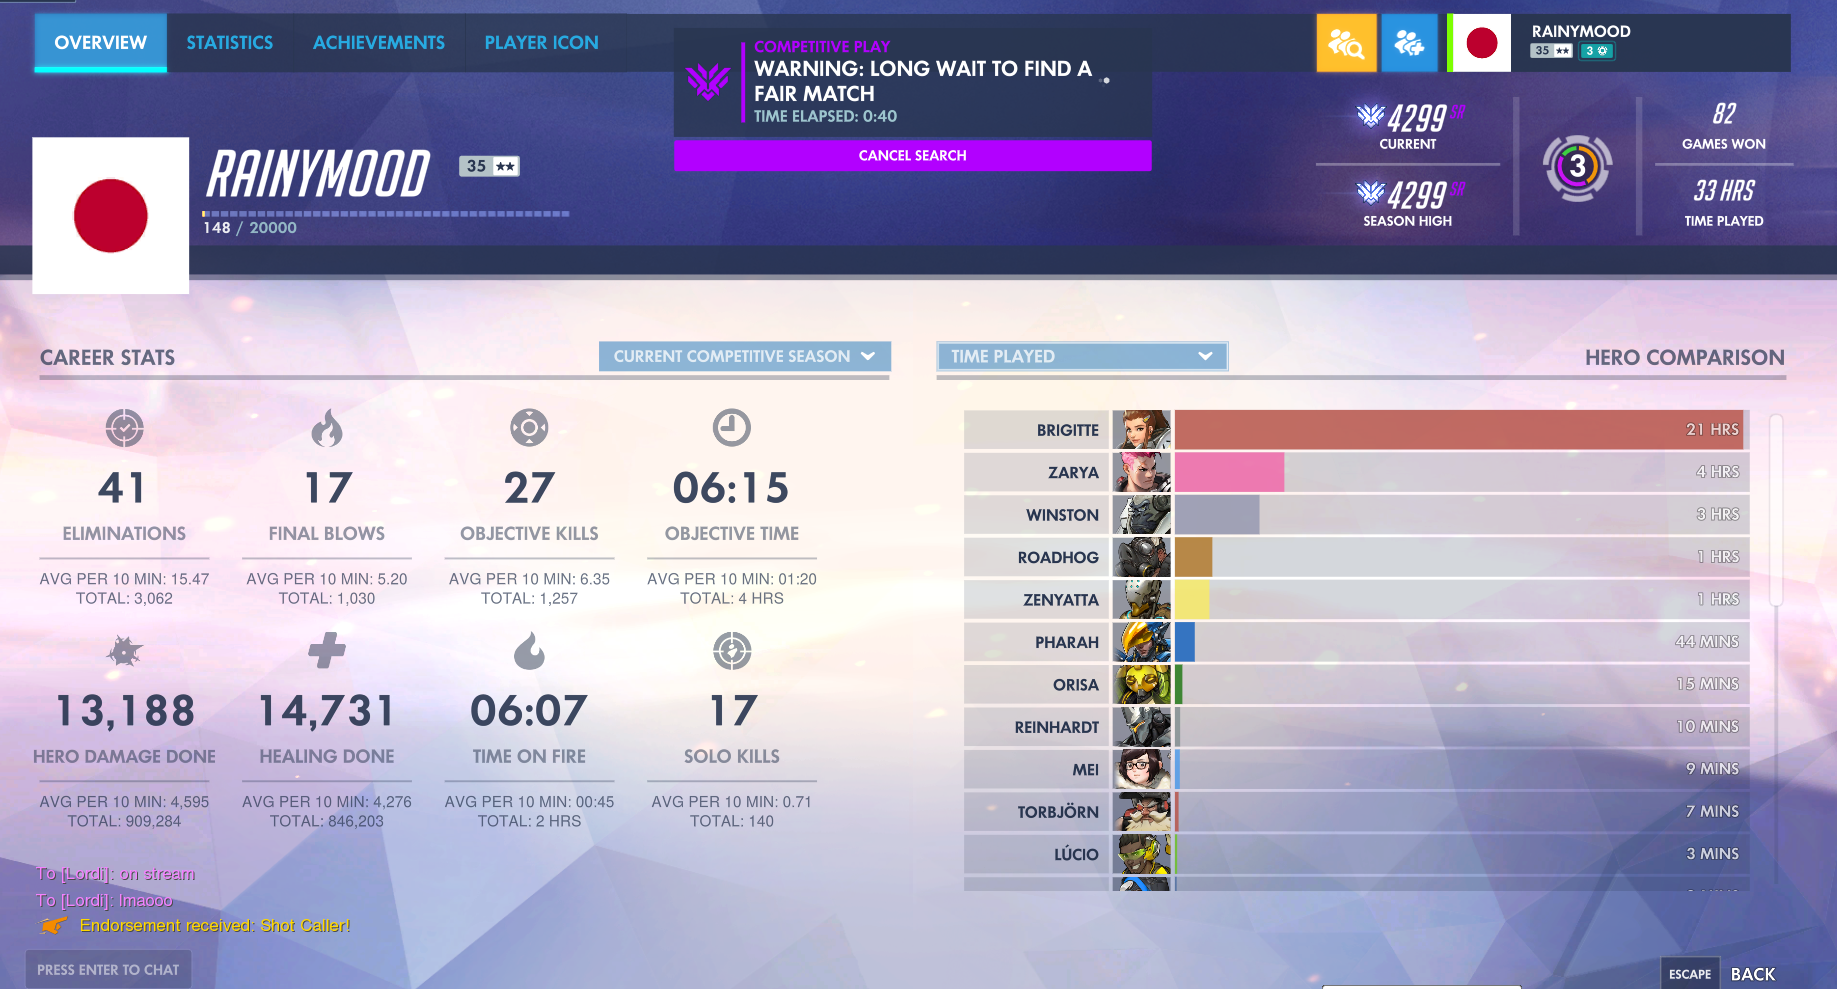 OVERVIEW
STATISTICS
ACHIEVEMENTS
PLAYER ICON
COMPETITIVE PLAY
WARNING: LONG WAIT TO FIND A
FAIR MATCH
TIME ELAPSED: 0:40
CANCEL SEARCH
RAINYMOOD
35
3
4299 SR
CURRENT
4299 SR
SEASON HIGH
3
82
GAMES WON
33 HRS
TIME PLAYED
RAINYMOOD
35
148 / 20000
CAREER STATS
CURRENT COMPETITIVE SEASON
TIME PLAYED
HERO COMPARISON
41
ELIMINATIONS
AVG PER 10 MIN: 15.47
TOTAL: 3,062
17
FINAL BLOWS
AVG PER 10 MIN: 5.20
TOTAL: 1,030
27
OBJECTIVE KILLS
AVG PER 10 MIN: 6.35
TOTAL: 1,257
06:15
OBJECTIVE TIME
AVG PER 10 MIN: 01:20
TOTAL: 4 HRS
13,188
HERO DAMAGE DONE
AVG PER 10 MIN: 4,595
TOTAL: 909,284
14,731
HEALING DONE
AVG PER 10 MIN: 4,276
TOTAL: 846,203
06:07
TIME ON FIRE
AVG PER 10 MIN: 00:45
TOTAL: 2 HRS
17
SOLO KILLS
AVG PER 10 MIN: 0.71
TOTAL: 140
BRIGITTE 21 HRS
ZARYA 4 HRS
WINSTON 3 HRS
ROADHOG 1 HRS
ZENYATTA 1 HRS
PHARAH 44 MINS
ORISA 15 MINS
REINHARDT 10 MINS
MEI 9 MINS
TORBJÖRN 7 MINS
LÚCIO 3 MINS
To [Lordi]: on stream
To [Lordi]: lmaooo
Endorsement received: Shot Caller!
PRESS ENTER TO CHAT
ESCAPE BACK